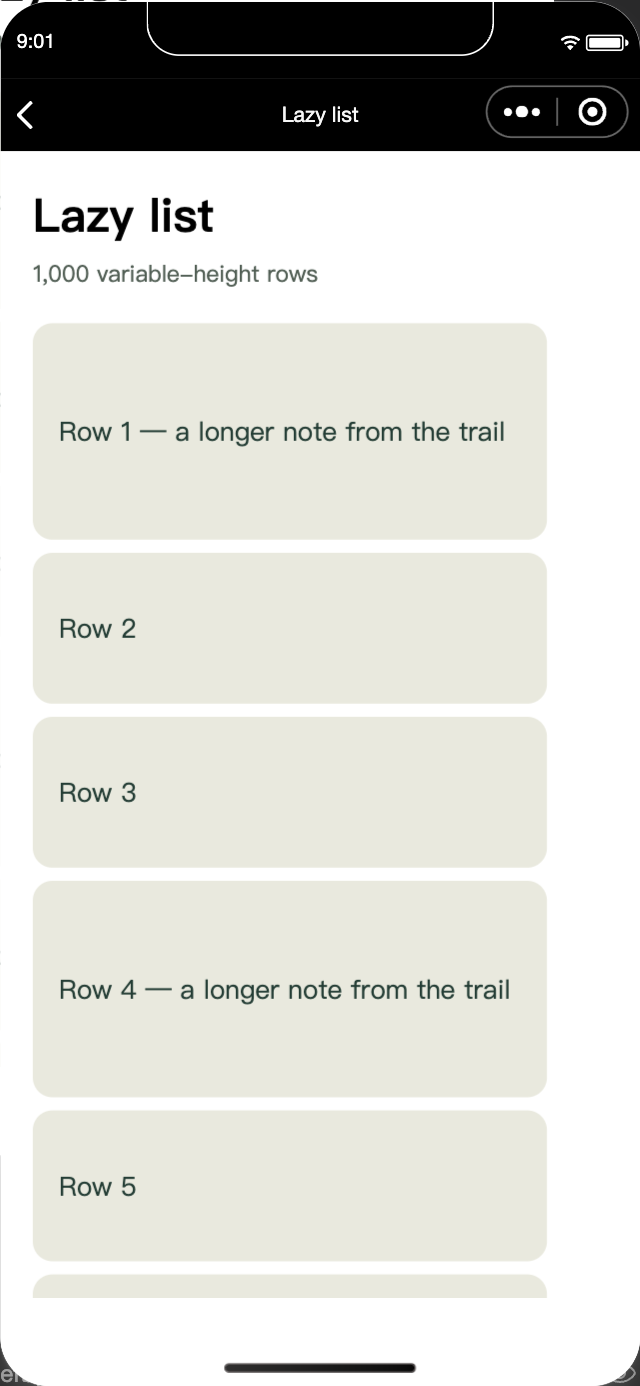 9:01
Lazy list
Lazy list
1,000 variable–height rows
Row 1 — a longer note from the trail
Row 2
Row 3
Row 4 — a longer note from the trail
Row 5